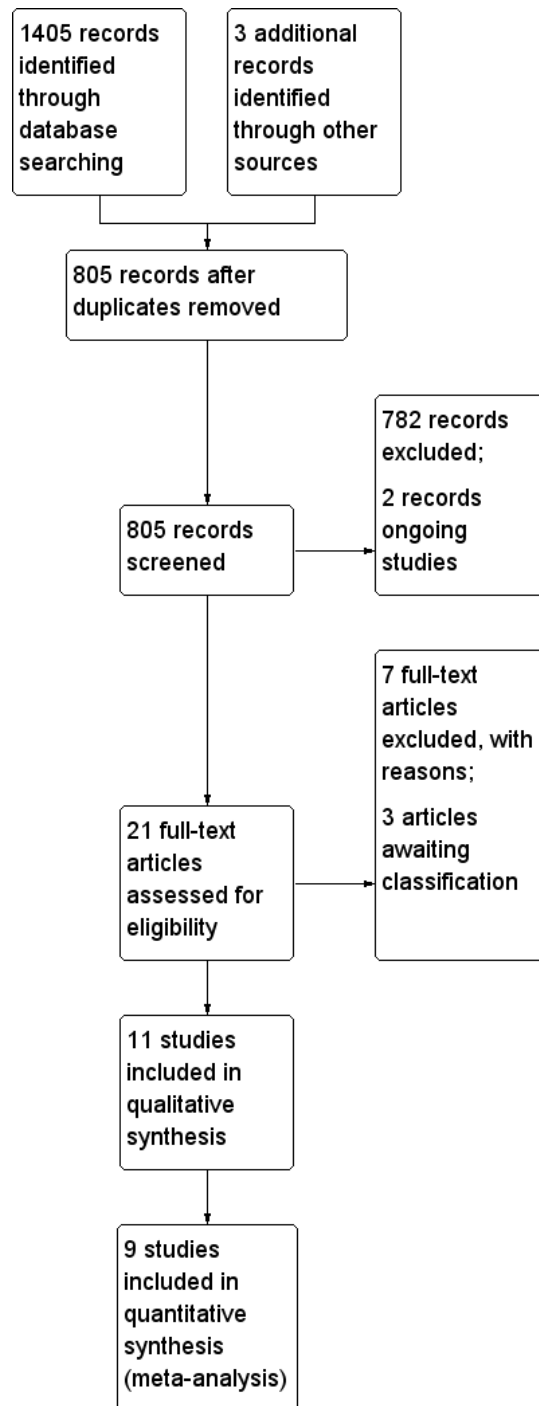 1405 records
identified
through
database
searching
3 additional
records
identified
through other
sources
805 records after
duplicates removed
782 records
excluded;
2 records
ongoing
studies
805 records
screened
7 full-text
articles
excluded, with
reasons;
3 articles
awaiting
classification
21 full-text
articles
assessed for
eligibility
11 studies
included in
qualitative
synthesis
9 studies
included in
quantitative
synthesis
(meta-analysis)